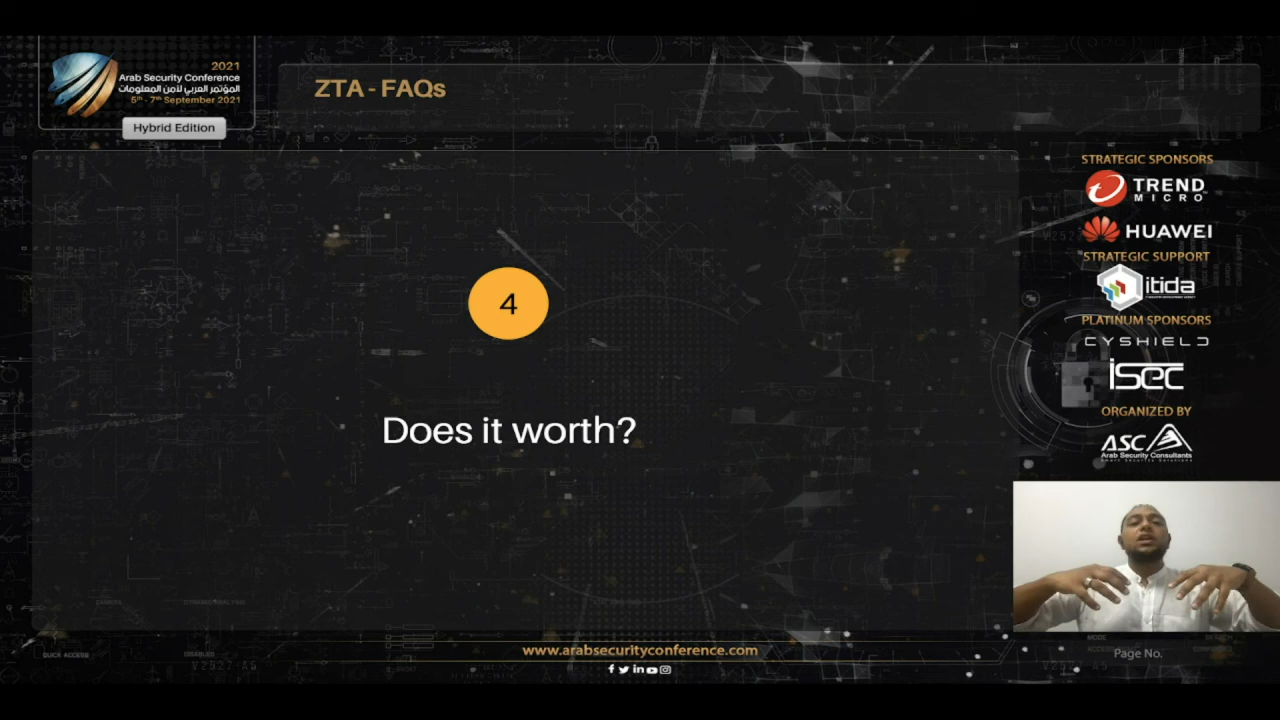 2021
Arab Security Conference
المؤتمر العربي لأمن المعلومات
5th - 7th September 2021
Hybrid Edition
ZTA - FAQs
4
Does it worth?
STRATEGIC SPONSORS
TREND
MICRO
HUAWEI
STRATEGIC SUPPORT
itida
PLATINUM SPONSORS
CYSHIELD
isec
ORGANIZED BY
ASC
Arab Security Consultants
www.arabsecurityconference.com
Page No.
QUICK ACCESS